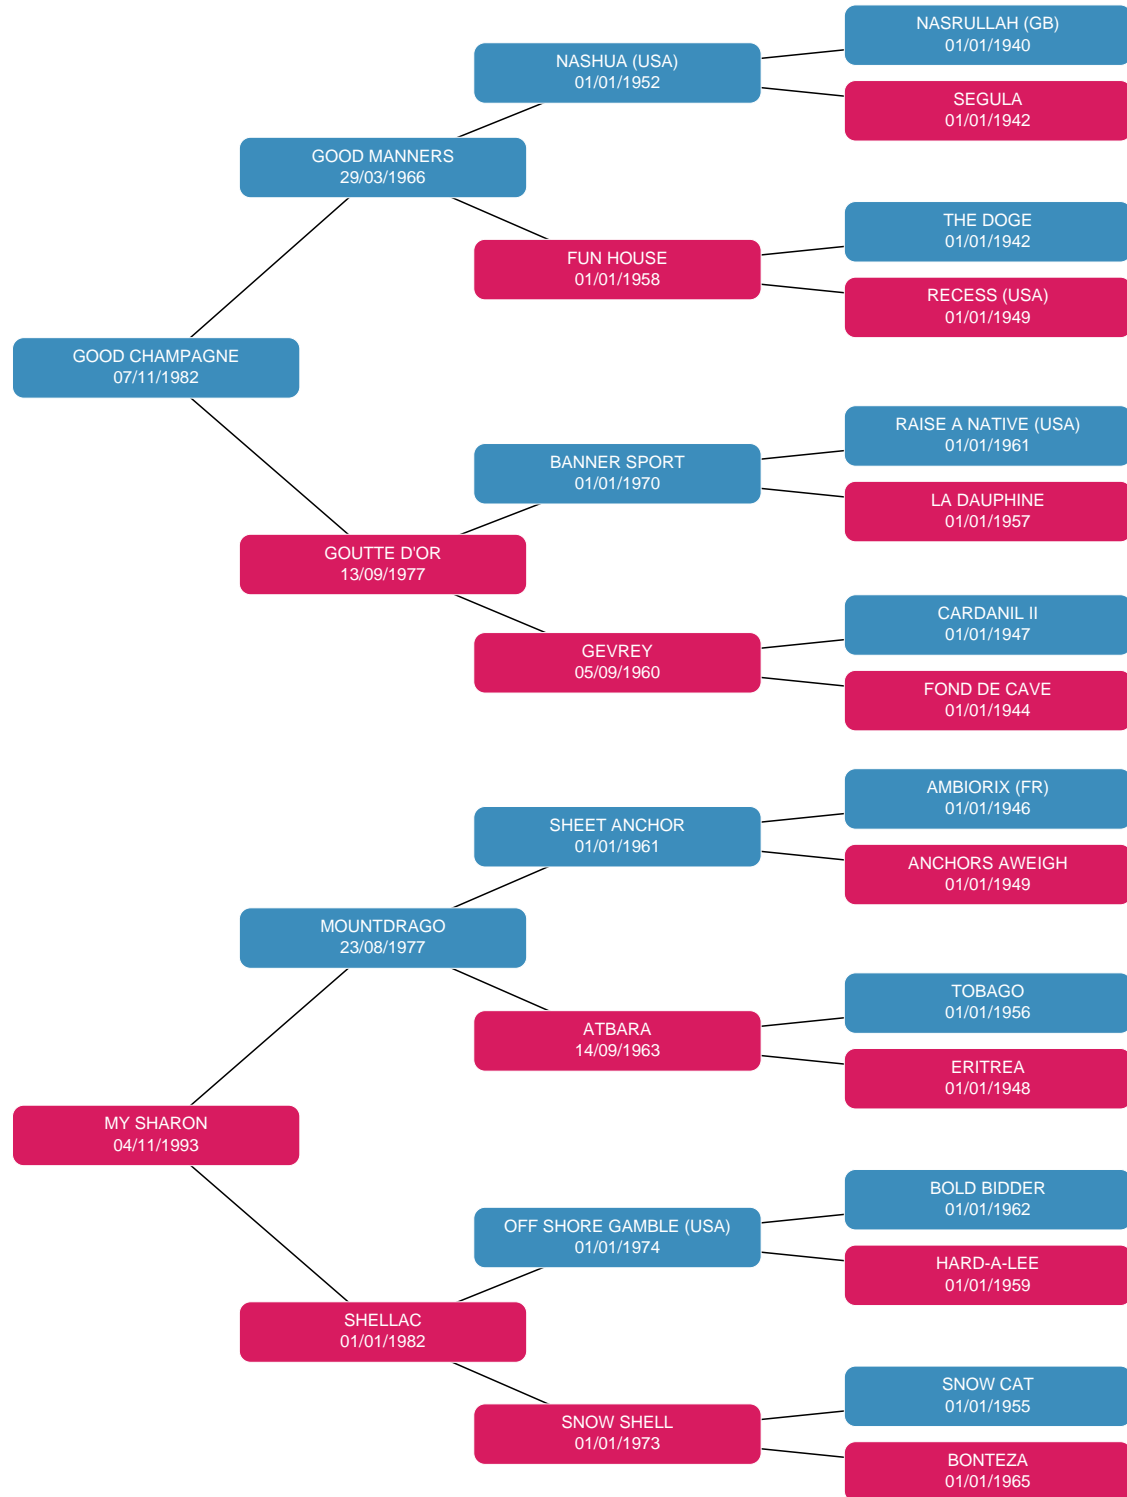 NASRULLAH (GB)
01/01/1940
NASHUA (USA)
01/01/1952
SEGULA
01/01/1942
GOOD MANNERS
29/03/1966
THE DOGE
01/01/1942
FUN HOUSE
01/01/1958
RECESS (USA)
01/01/1949
GOOD CHAMPAGNE
07/11/1982
RAISE A NATIVE (USA)
01/01/1961
BANNER SPORT
01/01/1970
LA DAUPHINE
01/01/1957
GOUTTE D'OR
13/09/1977
CARDANIL II
01/01/1947
GEVREY
05/09/1960
FOND DE CAVE
01/01/1944
AMBIORIX (FR)
01/01/1946
SHEET ANCHOR
01/01/1961
ANCHORS AWEIGH
01/01/1949
MOUNTDRAGO
23/08/1977
TOBAGO
01/01/1956
ATBARA
14/09/1963
ERITREA
01/01/1948
MY SHARON
04/11/1993
BOLD BIDDER
01/01/1962
OFF SHORE GAMBLE (USA)
01/01/1974
HARD-A-LEE
01/01/1959
SHELLAC
01/01/1982
SNOW CAT
01/01/1955
SNOW SHELL
01/01/1973
BONTEZA
01/01/1965